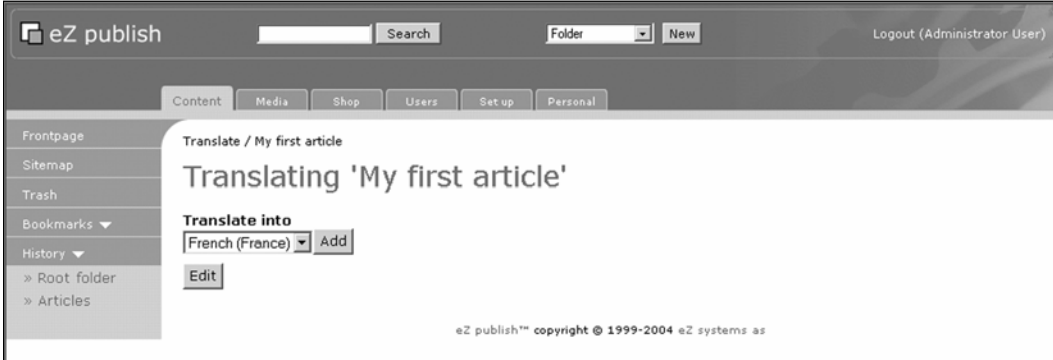 eZ publish Search Folder New Logout (Administrator User)
Content Media Shop Users Set up Personal
Frontpage
Sitemap
Trash
Bookmarks
History
» Root folder
» Articles
Translate / My first article
Translating 'My first article'
Translate into
French (France) Add
Edit
eZ publish™ copyright © 1999-2004 eZ systems as